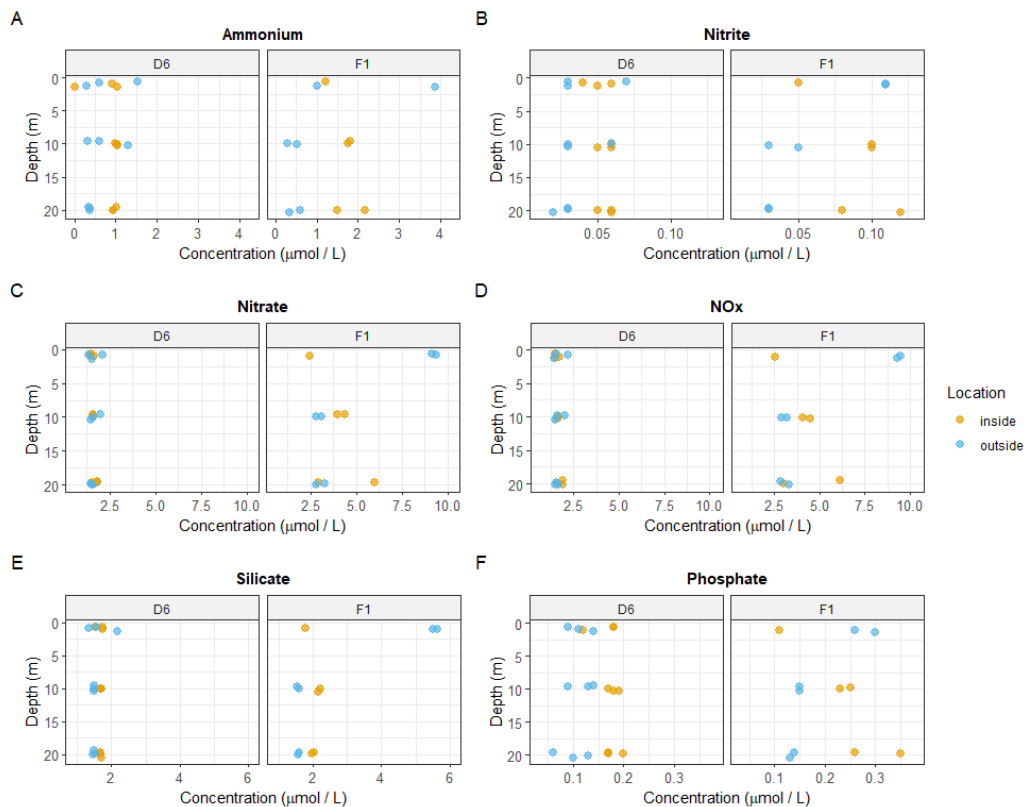 A
Ammonium
D6
F1
0
5
10
15
20
Depth (m)
0 1 2 3 4 0 1 2 3 4
Concentration (μmol / L)
B
Nitrite
D6
F1
0
5
10
15
20
Depth (m)
0.05 0.10 0.05 0.10
Concentration (μmol / L)
C
Nitrate
D6
F1
0
5
10
15
20
Depth (m)
2.5 5.0 7.5 10.0 2.5 5.0 7.5 10.0
Concentration (μmol / L)
D
NOx
D6
F1
0
5
10
15
20
Depth (m)
2.5 5.0 7.5 10.0 2.5 5.0 7.5 10.0
Concentration (μmol / L)
Location
inside
outside
E
Silicate
D6
F1
0
5
10
15
20
Depth (m)
2 4 6 2 4 6
Concentration (μmol / L)
F
Phosphate
D6
F1
0
5
10
15
20
Depth (m)
0.1 0.2 0.3 0.1 0.2 0.3
Concentration (μmol / L)